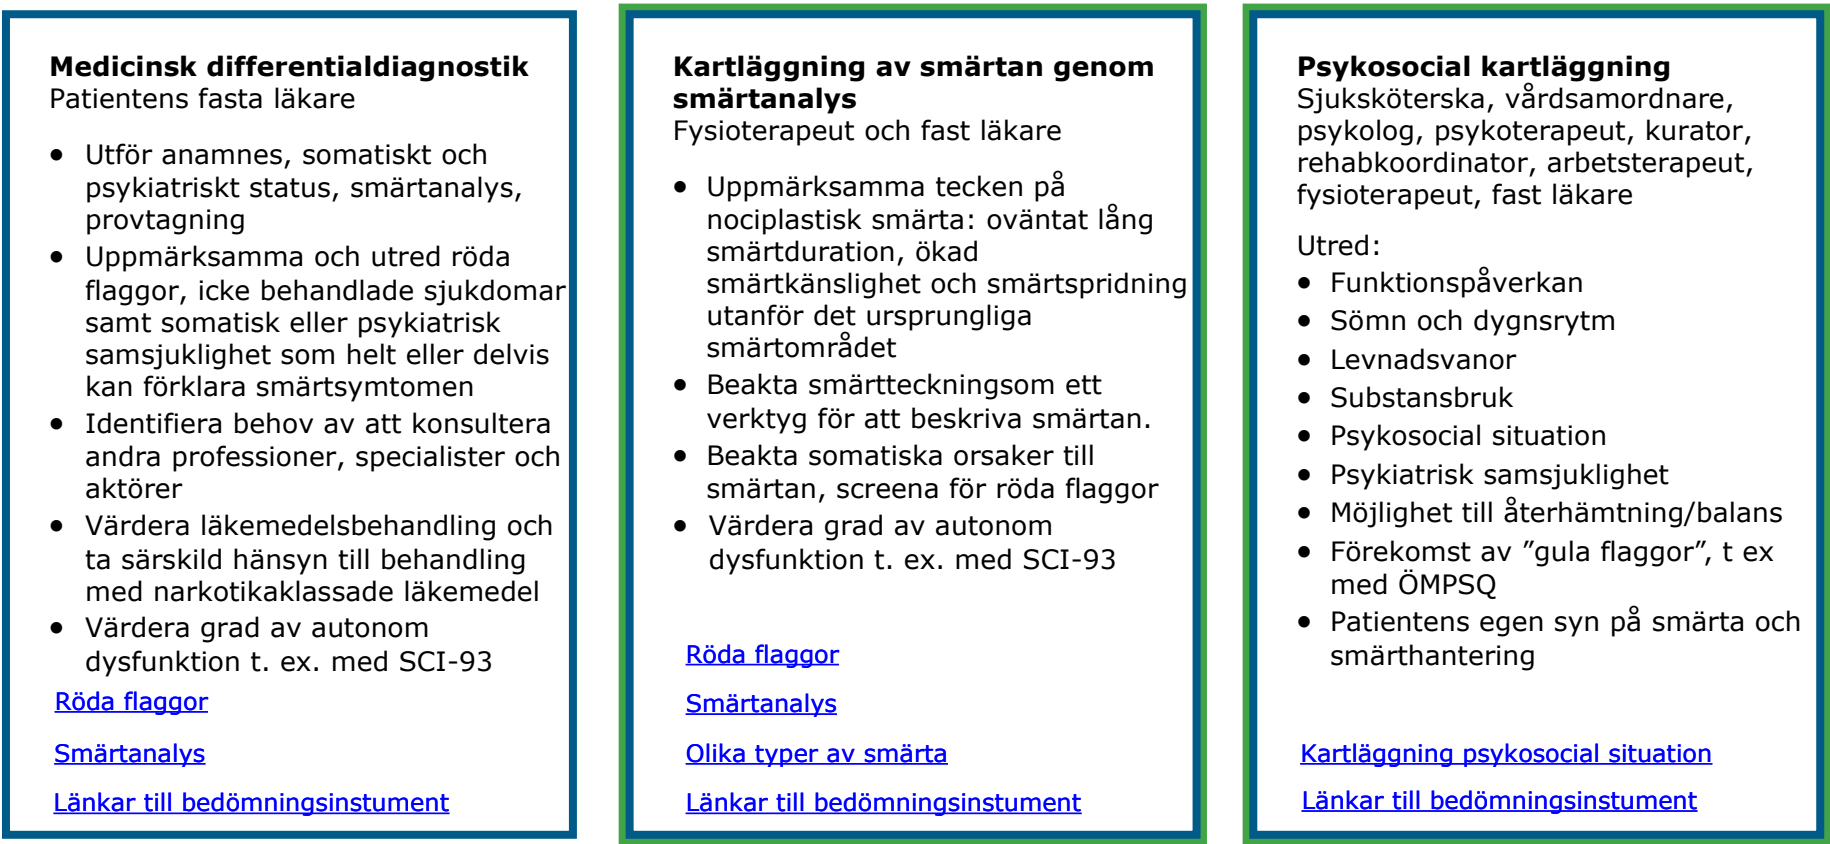 Medicinsk differentialdiagnostik
Patientens fasta läkare
• Utför anamnes, somatiskt och
psykiatriskt status, smärtanalys,
provtagning
• Uppmärksamma och utred röda
flaggor, icke behandlade sjukdomar
samt somatisk eller psykiatrisk
samsjuklighet som helt eller delvis
kan förklara smärtsymtomen
• Identifiera behov av att konsultera
andra professioner, specialister och
aktörer
• Värdera läkemedelsbehandling och
ta särskild hänsyn till behandling
med narkotikaklassade läkemedel
• Värdera grad av autonom
dysfunktion t. ex. med SCI-93
Röda flaggor
Smärtanalys
Länkar till bedömningsinstument
Kartläggning av smärtan genom
smärtanalys
Fysioterapeut och fast läkare
• Uppmärksamma tecken på
nociplastisk smärta: oväntat lång
smärtduration, ökad
smärtkänslighet och smärtspridning
utanför det ursprungliga
smärtområdet
• Beakta smärtteckningsom ett
verktyg för att beskriva smärtan.
• Beakta somatiska orsaker till
smärtan, screena för röda flaggor
• Värdera grad av autonom
dysfunktion t. ex. med SCI-93
Röda flaggor
Smärtanalys
Olika typer av smärta
Länkar till bedömningsinstument
Psykosocial kartläggning
Sjuksköterska, vårdsamordnare,
psykolog, psykoterapeut, kurator,
rehabkoordinator, arbetsterapeut,
fysioterapeut, fast läkare
Utred:
• Funktionspåverkan
• Sömn och dygnsrytm
• Levnadsvanor
• Substansbruk
• Psykosocial situation
• Psykiatrisk samsjuklighet
• Möjlighet till återhämtning/balans
• Förekomst av ”gula flaggor”, t ex
med ÖMPSQ
• Patientens egen syn på smärta och
smärthantering
Kartläggning psykosocial situation
Länkar till bedömningsinstument